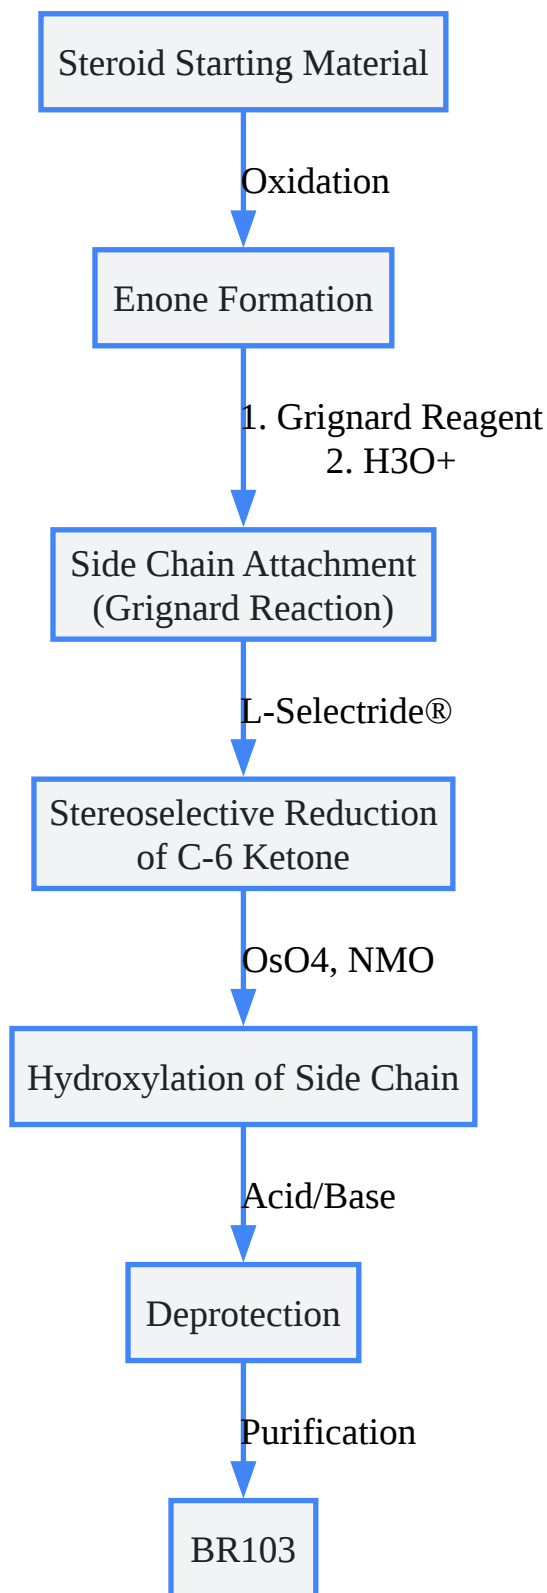 Steroid Starting Material
Oxidation
Enone Formation
1. Grignard Reagent
2. H3O+
Side Chain Attachment
(Grignard Reaction)
L-Selectride®
Stereoselective Reduction
of C-6 Ketone
OsO4, NMO
Hydroxylation of Side Chain
Acid/Base
Deprotection
Purification
BR103